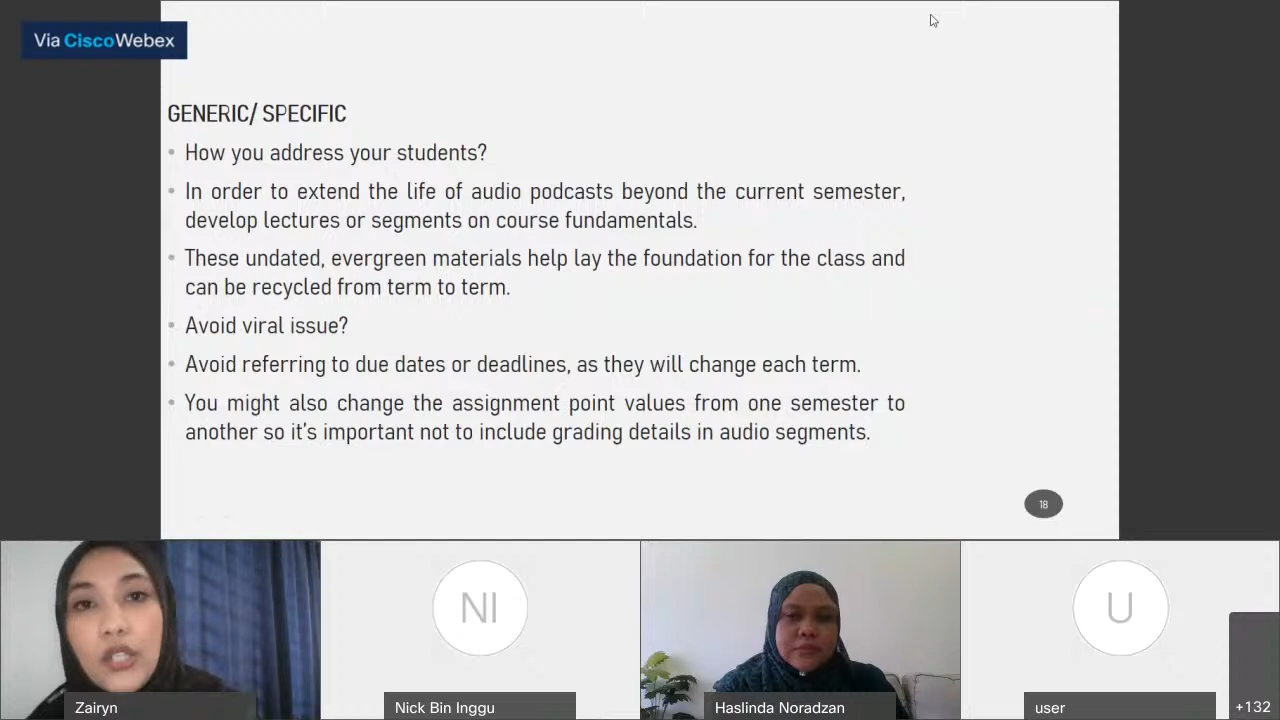 Via CiscoWebex
GENERIC/ SPECIFIC
• How you address your students?
• In order to extend the life of audio podcasts beyond the current semester,
develop lectures or segments on course fundamentals.
• These undated, evergreen materials help lay the foundation for the class and
can be recycled from term to term.
• Avoid viral issue?
• Avoid referring to due dates or deadlines, as they will change each term.
• You might also change the assignment point values from one semester to
another so it's important not to include grading details in audio segments.
18
NI
U
Zairyn
Nick Bin Inggu
Haslinda Noradzan
user
+132